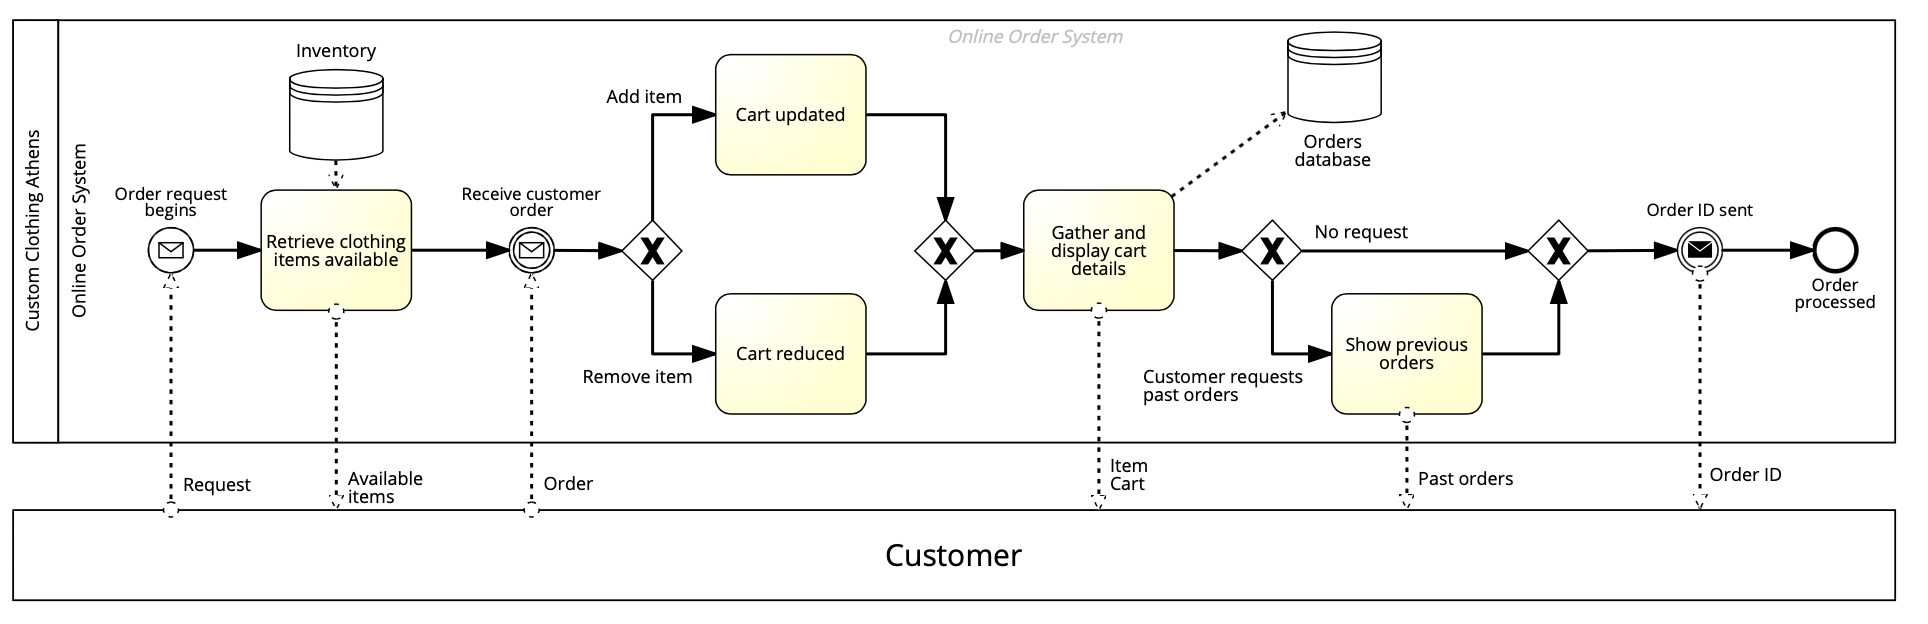 Online Order System
Custom Clothing Athens
Online Order System
Inventory
Order request
begins
Retrieve clothing
items available
Receive customer
order
Add item
Cart updated
Remove item
Cart reduced
Gather and
display cart
details
Orders
database
No request
Customer requests
past orders
Show previous
orders
Order ID sent
Order
processed
Request
Available
items
Order
Item
Cart
Past orders
Order ID
Customer